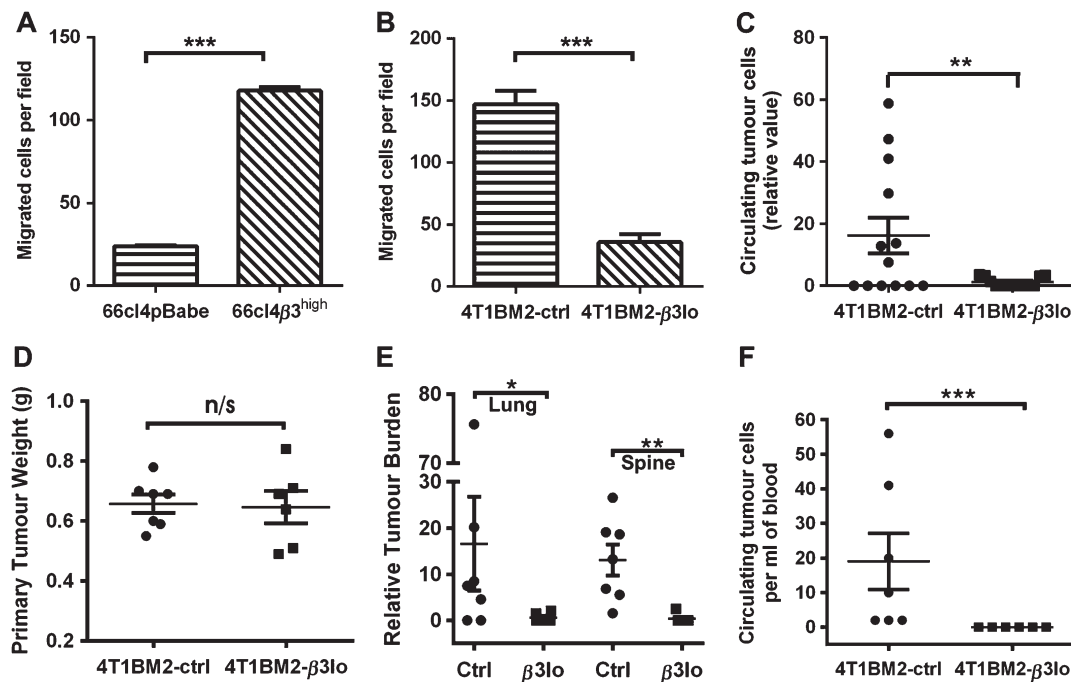 A
Migrated cells per field
150
100
50
0
***
66cl4pBabe
66cl4β3high
B
Migrated cells per field
200
150
100
50
0
***
4T1BM2-ctrl
4T1BM2-β3lo
C
Circulating tumour cells
(relative value)
80
60
40
20
0
**
4T1BM2-ctrl
4T1BM2-β3lo
D
Primary Tumour Weight (g)
1.0
0.8
0.6
0.4
0.2
n/s
4T1BM2-ctrl
4T1BM2-β3lo
E
Relative Tumour Burden
80
70
30
20
10
0
*
Lung
**
Spine
Ctrl
β3lo
Ctrl
β3lo
F
Circulating tumour cells
per ml of blood
60
50
40
30
20
10
0
***
4T1BM2-ctrl
4T1BM2-β3lo